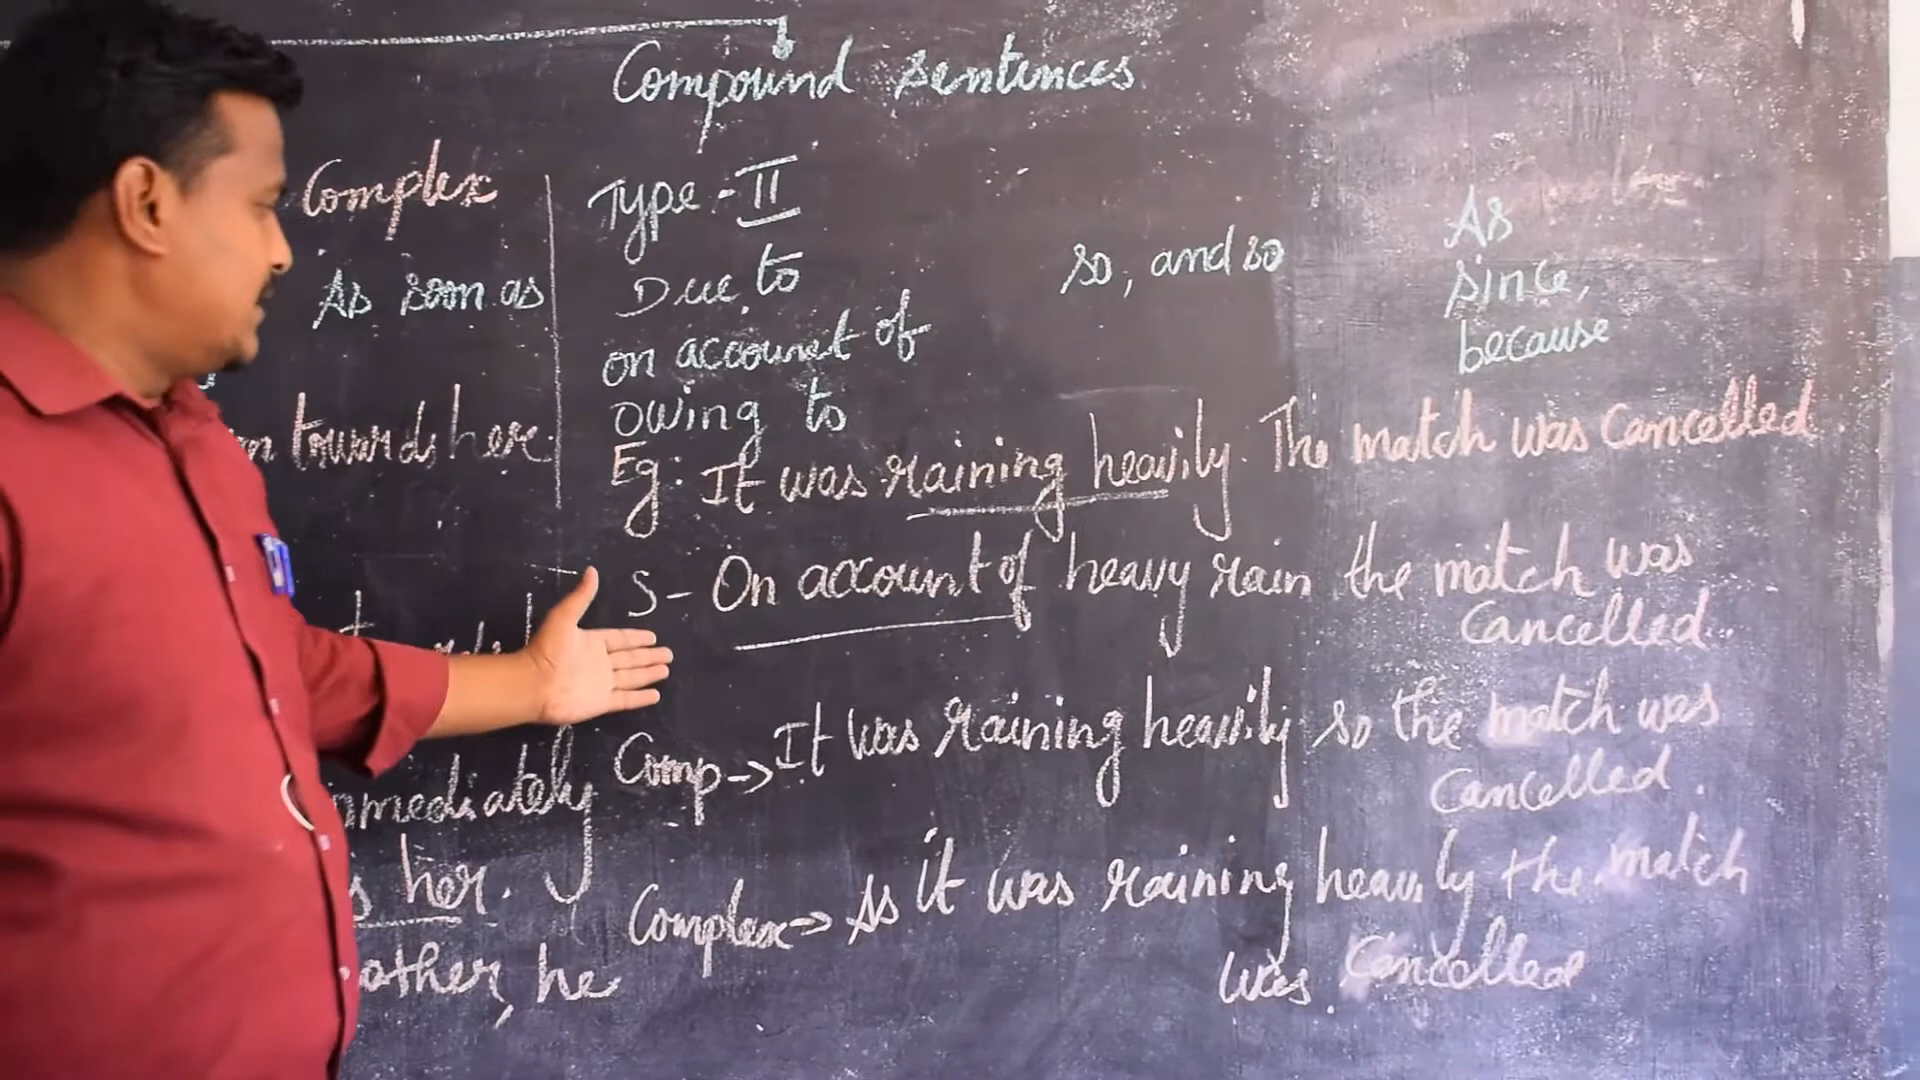 Compound sentences
Complex
As soon as
towards here.
immediately
her.
he
Type - II
Due to
on account of
owing to
so, and so
As
since,
because
Eg: It was raining heavily. The match was cancelled
S - On account of heavy rain the match was
cancelled.
Comp → It was raining heavily so the match was
cancelled.
Complex → As it was raining heavily the match
was cancelled